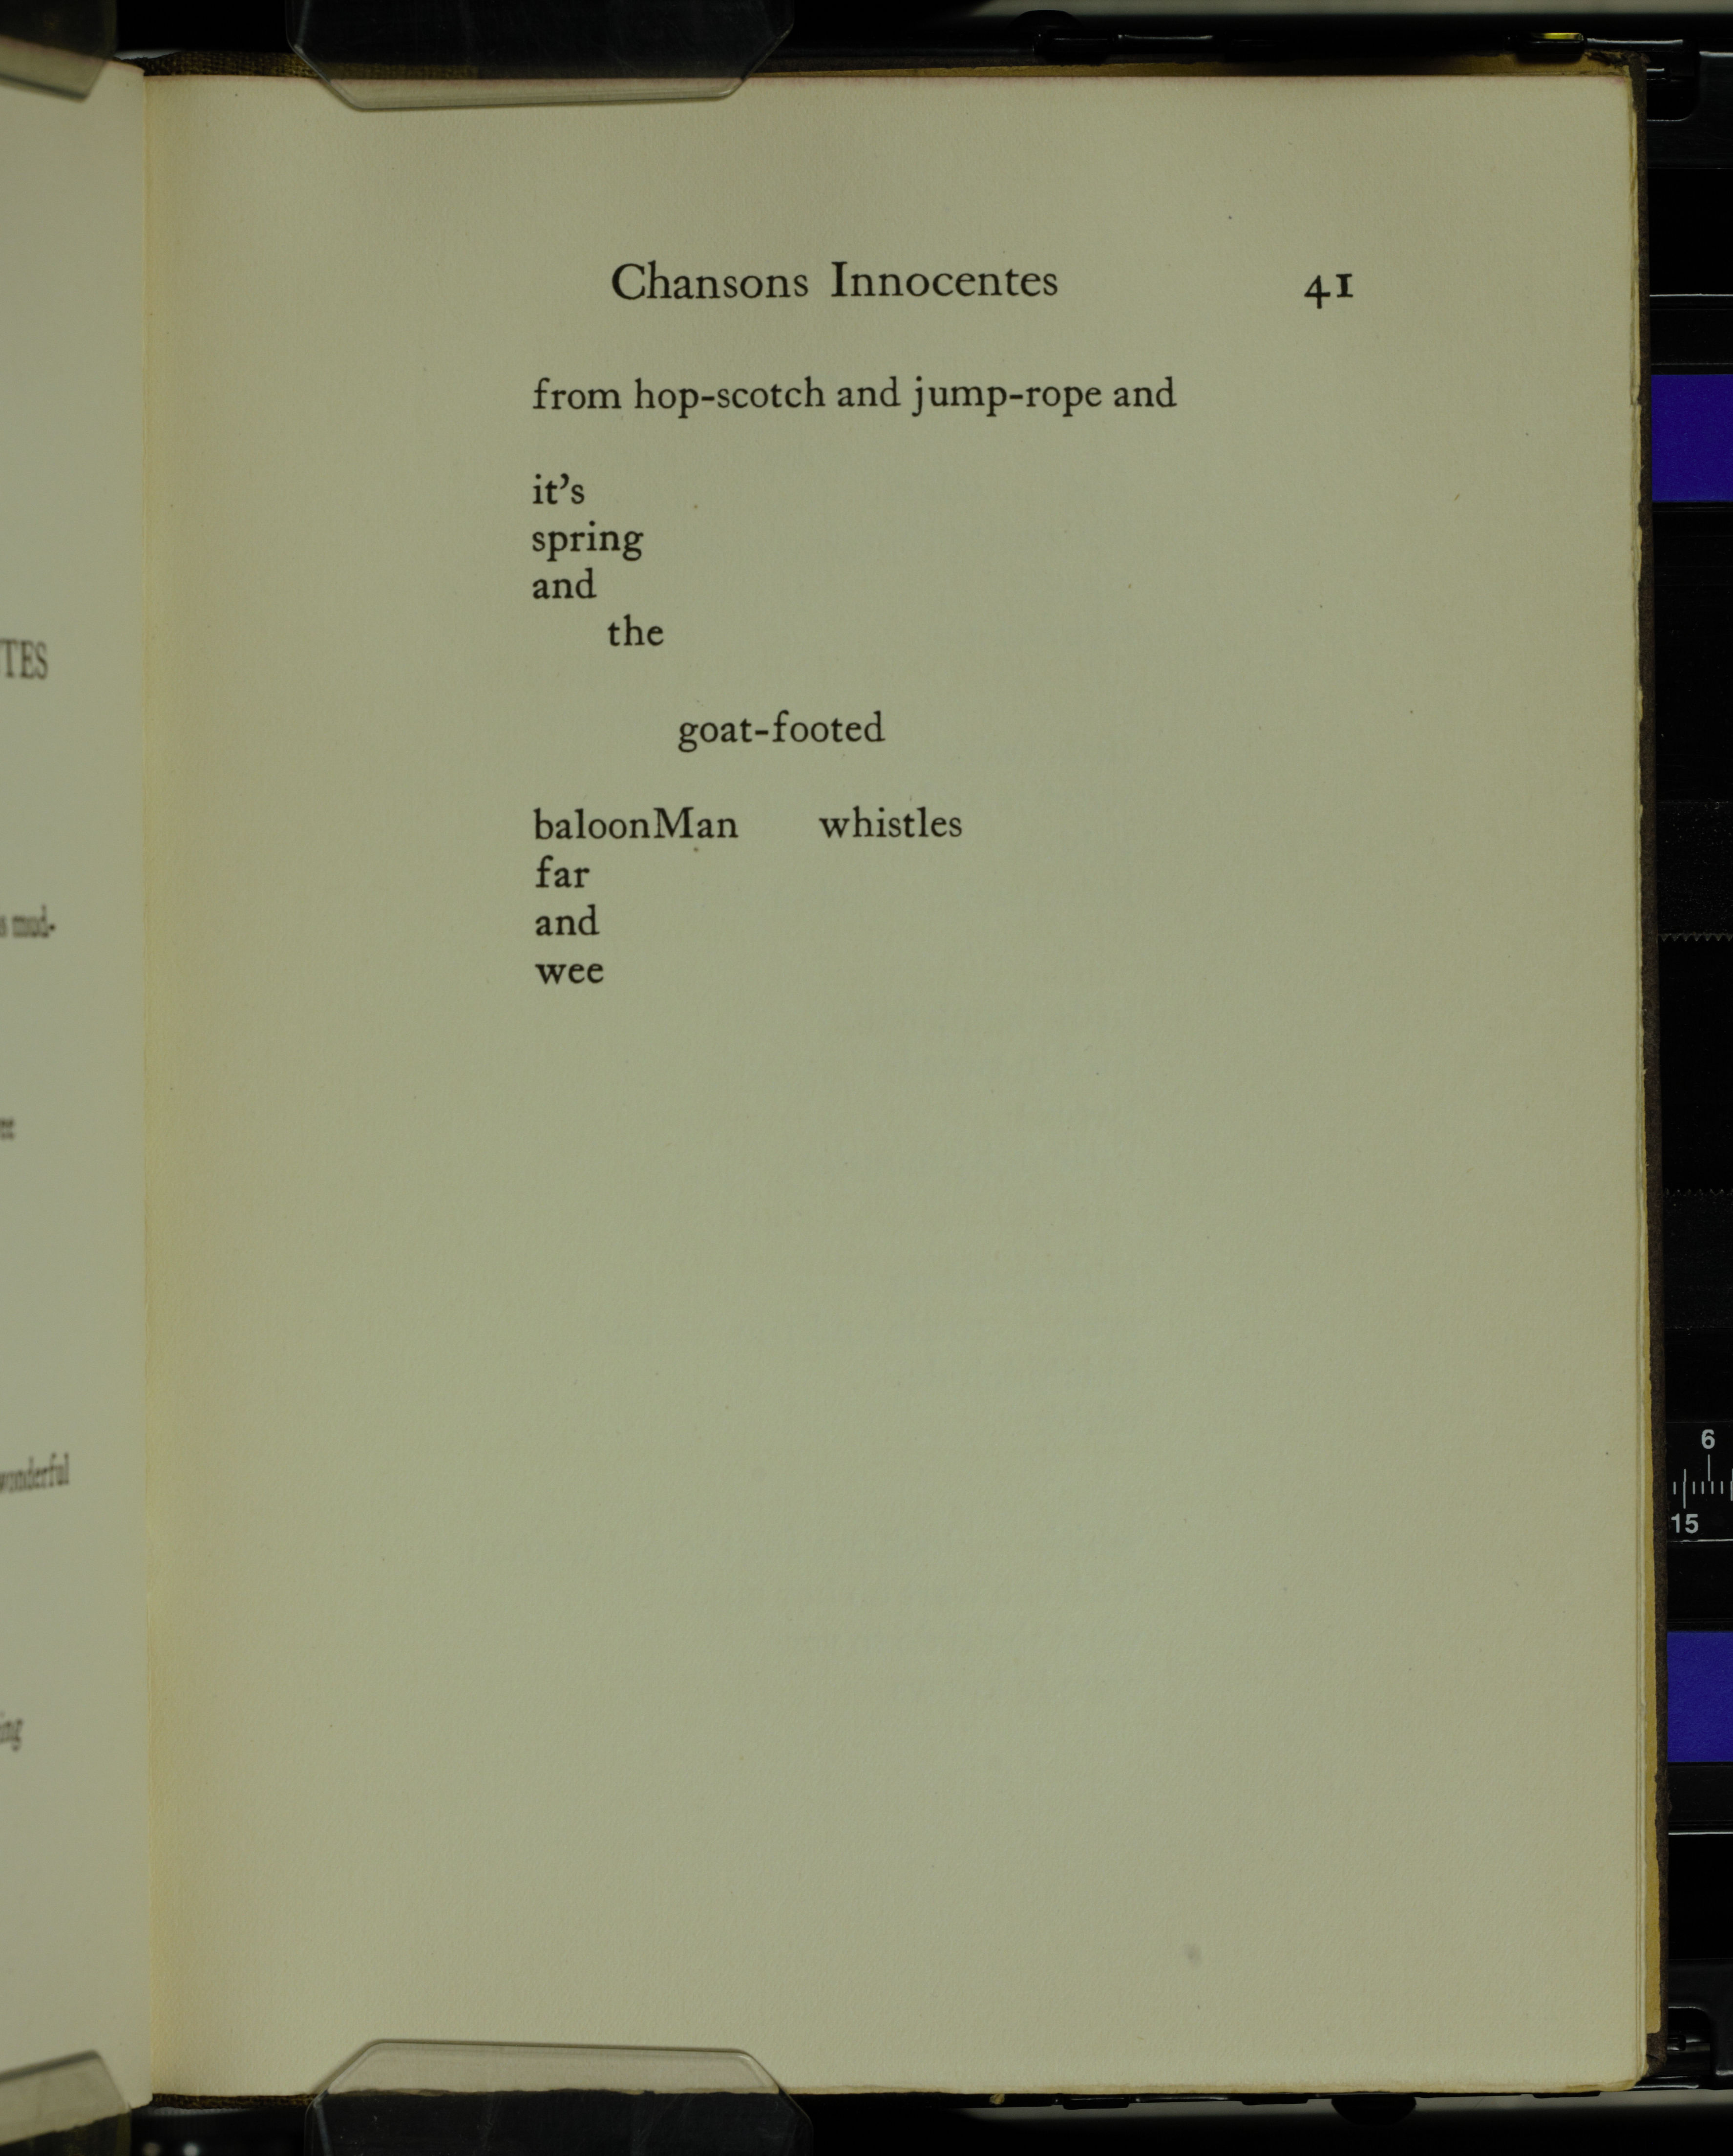 Chansons Innocentes 41
from hop-scotch and jump-rope and
it's
spring
and
the
goat-footed
baloonMan whistles
far
and
wee
TES
s mud-
ee
wonderful
ing
6
15